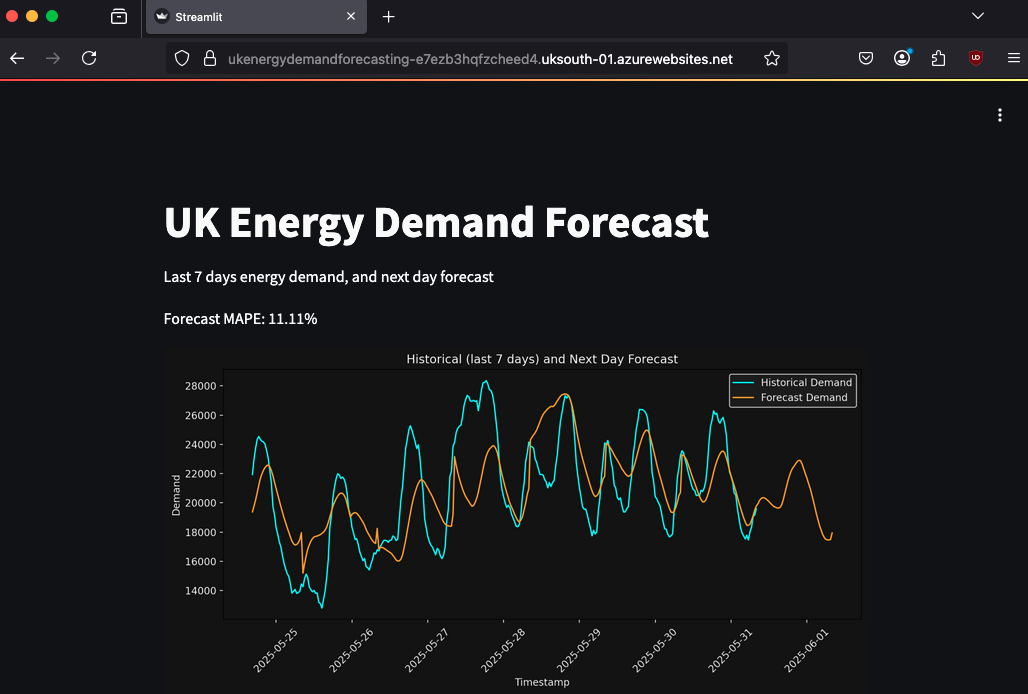 Streamlit
ukenergydemandforecasting-e7ezb3hqfzcheed4.uksouth-01.azurewebsites.net
UK Energy Demand Forecast
Last 7 days energy demand, and next day forecast
Forecast MAPE: 11.11%
Historical (last 7 days) and Next Day Forecast
Historical Demand
Forecast Demand
28000
26000
24000
22000
20000
18000
16000
14000
Demand
2025-05-25
2025-05-26
2025-05-27
2025-05-28
2025-05-29
2025-05-30
2025-05-31
2025-06-01
Timestamp